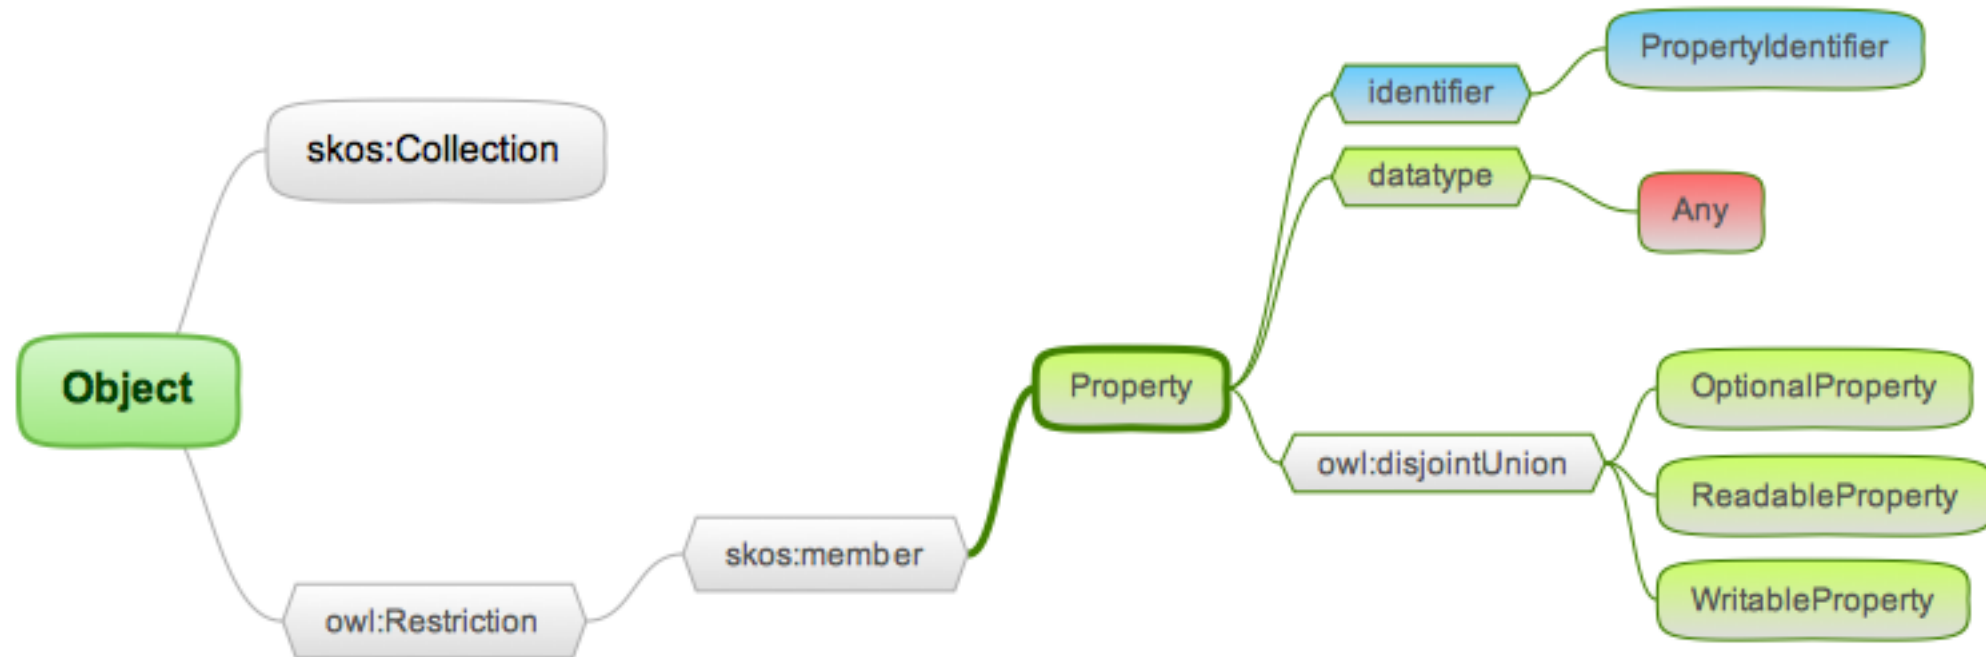 PropertyIdentifier
identifier
skos:Collection
datatype
Any
Object
Property
OptionalProperty
owl:disjointUnion
ReadableProperty
skos:member
WritableProperty
owl:Restriction